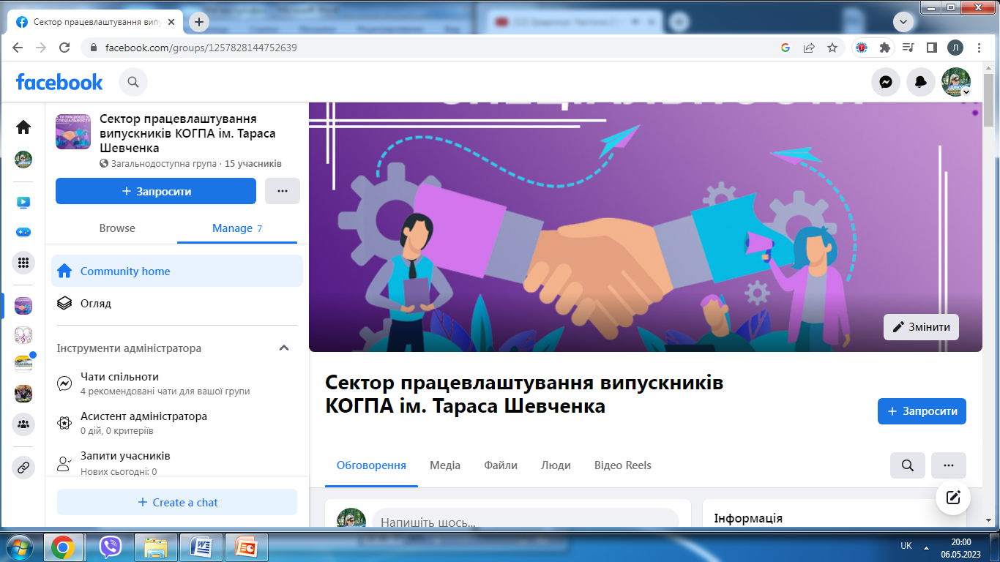 Сектор працевлаштування вип
facebook.com/groups/1257828144752639
Л
facebook
Сектор працевлаштування
випускників КОГПА ім. Тараса
Шевченка
Загальнодоступна група · 15 учасників
+ Запросити
Browse
Manage 7
Community home
Огляд
Інструменти адміністратора
Чати спільноти
4 рекомендовані чати для вашої групи
Асистент адміністратора
0 дій, 0 критеріїв
Запити учасників
Нових сьогодні: 0
+ Create a chat
Змінити
Сектор працевлаштування випускників
КОГПА ім. Тараса Шевченка
+ Запросити
Обговорення
Медіа
Файли
Люди
Відео Reels
Напишіть щось...
Інформація
UK
20:00
06.05.2023